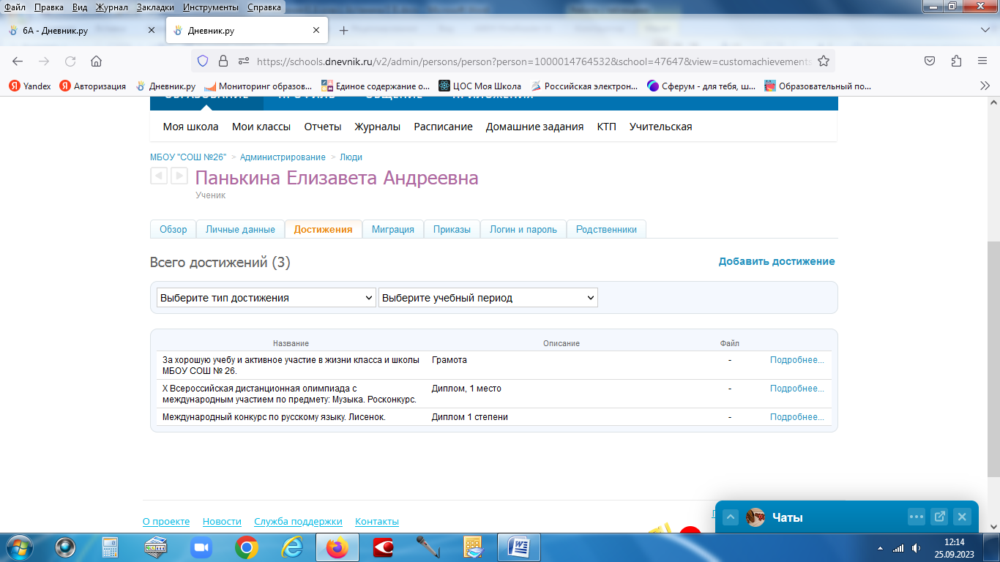 Файл Правка Вид Журнал Закладки Инструменты Справка
6А - Дневник.ру
Дневник.ру
https://schools.dnevnik.ru/v2/admin/persons/person?person=1000014764532&school=47647&view=customachievements
Yandex Авторизация Дневник.ру Мониторинг образов... Единое содержание о... ЦОС Моя Школа Российская электрон... Сферум - для тебя, ш... Образовательный по...
ОБРАЗОВАНИЕ ПРОФИЛЬ ОБЩЕНИЕ ПРИЛОЖЕНИЯ
Моя школа Мои классы Отчеты Журналы Расписание Домашние задания КТП Учительская
МБОУ "СОШ №26" > Администрирование > Люди
Панькина Елизавета Андреевна
Ученик
Обзор Личные данные Достижения Миграция Приказы Логин и пароль Родственники
Всего достижений (3) Добавить достижение
Выберите тип достижения Выберите учебный период
Название Описание Файл
За хорошую учебу и активное участие в жизни класса и школы Грамота - Подробнее...
МБОУ СОШ № 26.
X Всероссийская дистанционная олимпиада с Диплом, 1 место - Подробнее...
международным участием по предмету: Музыка. Росконкурс.
Международный конкурс по русскому языку. Лисенок. Диплом 1 степени - Подробнее...
О проекте Новости Служба поддержки Контакты
Чаты
12:14
25.09.2023